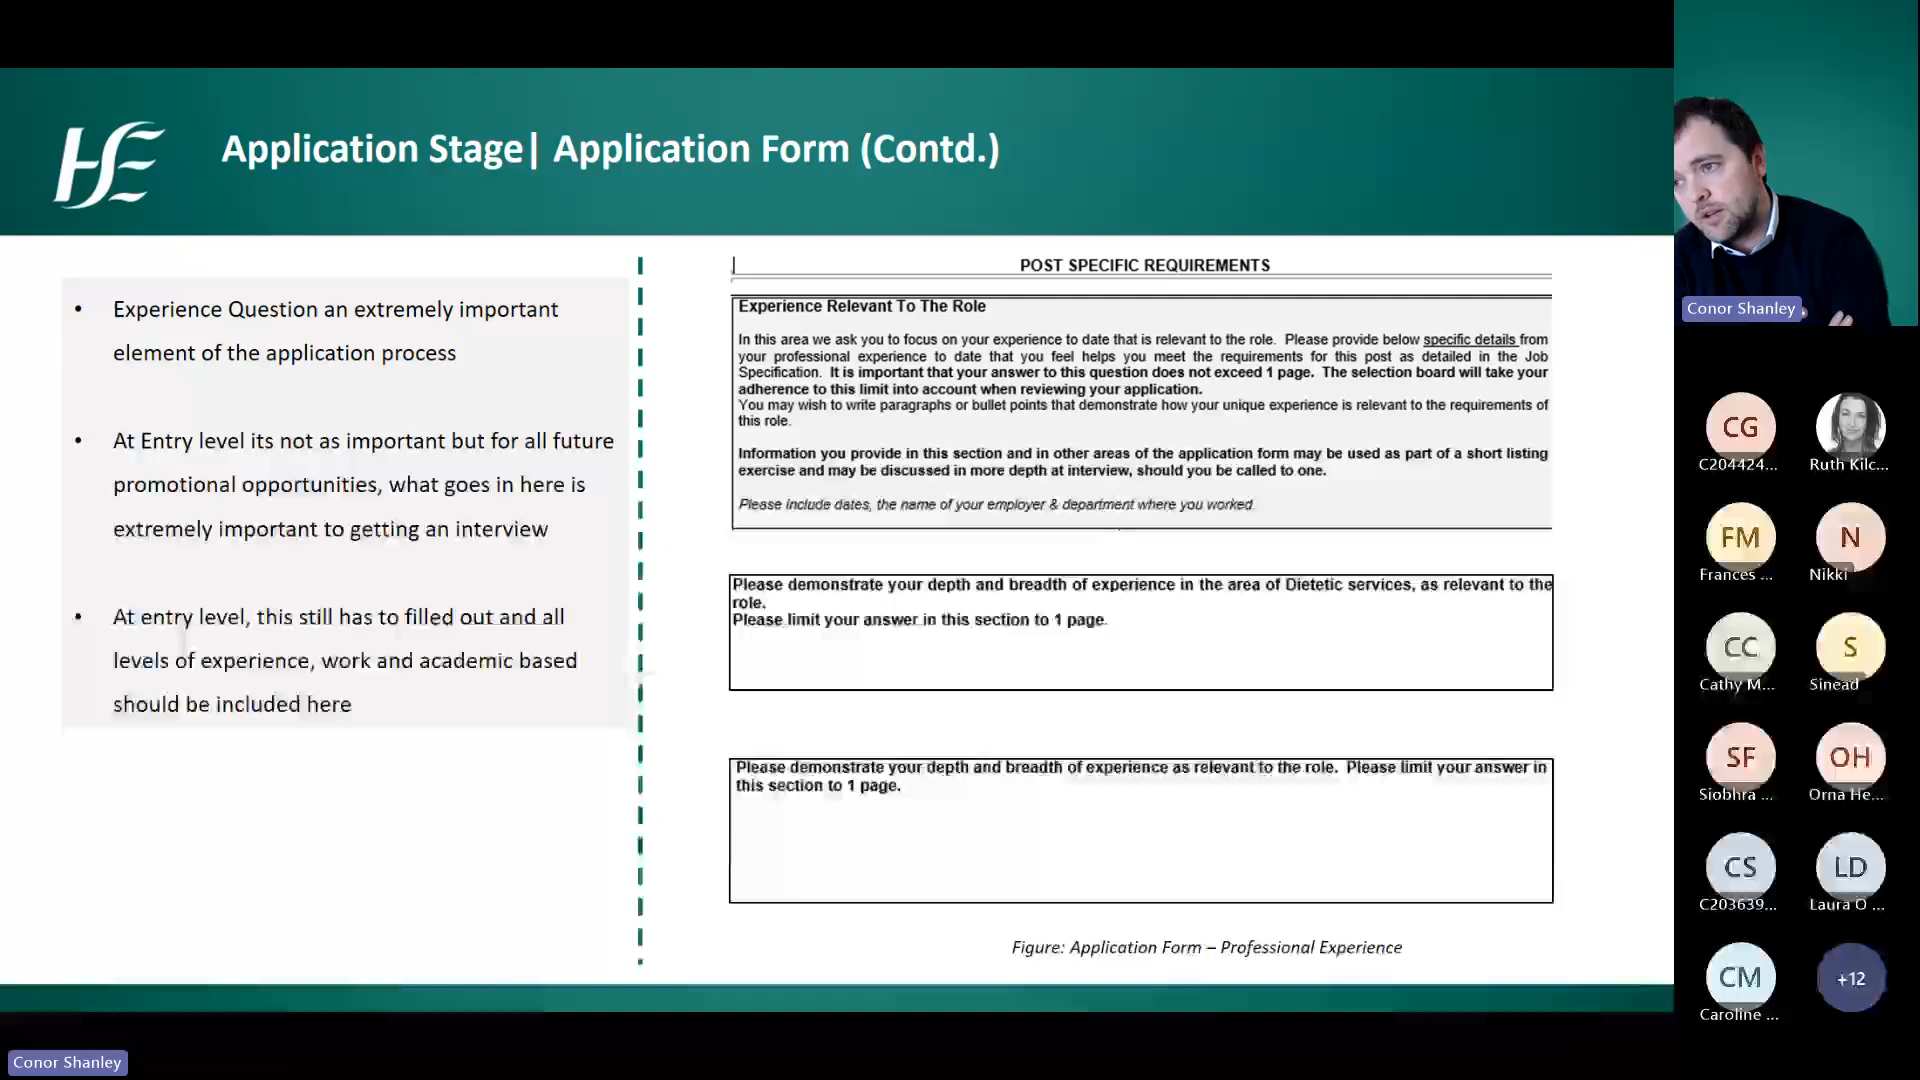 HSE
Application Stage| Application Form (Contd.)
• Experience Question an extremely important
element of the application process
• At Entry level its not as important but for all future
promotional opportunities, what goes in here is
extremely important to getting an interview
• At entry level, this still has to filled out and all
levels of experience, work and academic based
should be included here
POST SPECIFIC REQUIREMENTS
Experience Relevant To The Role
In this area we ask you to focus on your experience to date that is relevant to the role. Please provide below specific details from
your professional experience to date that you feel helps you meet the requirements for this post as detailed in the Job
Specification. It is important that your answer to this question does not exceed 1 page. The selection board will take your
adherence to this limit into account when reviewing your application.
You may wish to write paragraphs or bullet points that demonstrate how your unique experience is relevant to the requirements of
this role.
Information you provide in this section and in other areas of the application form may be used as part of a short listing
exercise and may be discussed in more depth at interview, should you be called to one.
Please include dates, the name of your employer & department where you worked.
Please demonstrate your depth and breadth of experience in the area of Dietetic services, as relevant to the
role.
Please limit your answer in this section to 1 page.
Please demonstrate your depth and breadth of experience as relevant to the role. Please limit your answer in
this section to 1 page.
Figure: Application Form – Professional Experience
Conor Shanley
CG
C204424...
Ruth Kilc...
FM
Frances ...
N
Nikki
CC
Cathy M...
S
Sinead
SF
Siobhra ...
OH
Orna He...
CS
C203639...
LD
Laura O ...
CM
Caroline ...
+12
Conor Shanley